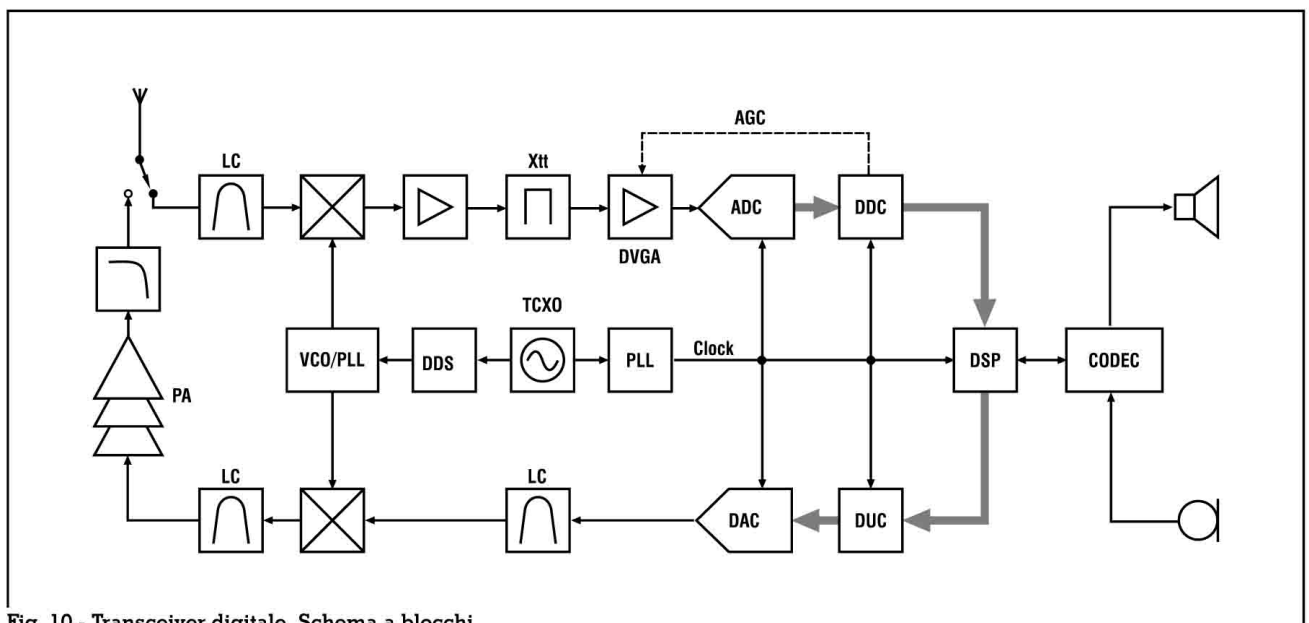 AGC
LC
Xtt
ADC
DDC
DVGA
TCXO
VCO/PLL
DDS
PLL
Clock
DSP
CODEC
PA
LC
LC
DAC
DUC
Fig. 10 - Transceiver digitale. Schema a blocchi